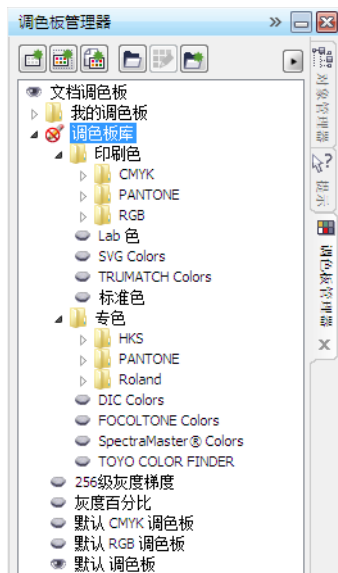 调色板管理器
文档调色板
我的调色板
调色板库
印刷色
CMYK
PANTONE
RGB
Lab 色
SVG Colors
TRUMATCH Colors
标准色
专色
HKS
PANTONE
Roland
DIC Colors
FOCOLTONE Colors
SpectraMaster® Colors
TOYO COLOR FINDER
256级灰度梯度
灰度百分比
默认 CMYK 调色板
默认 RGB 调色板
默认 调色板
对象管理器
提示
调色板管理器